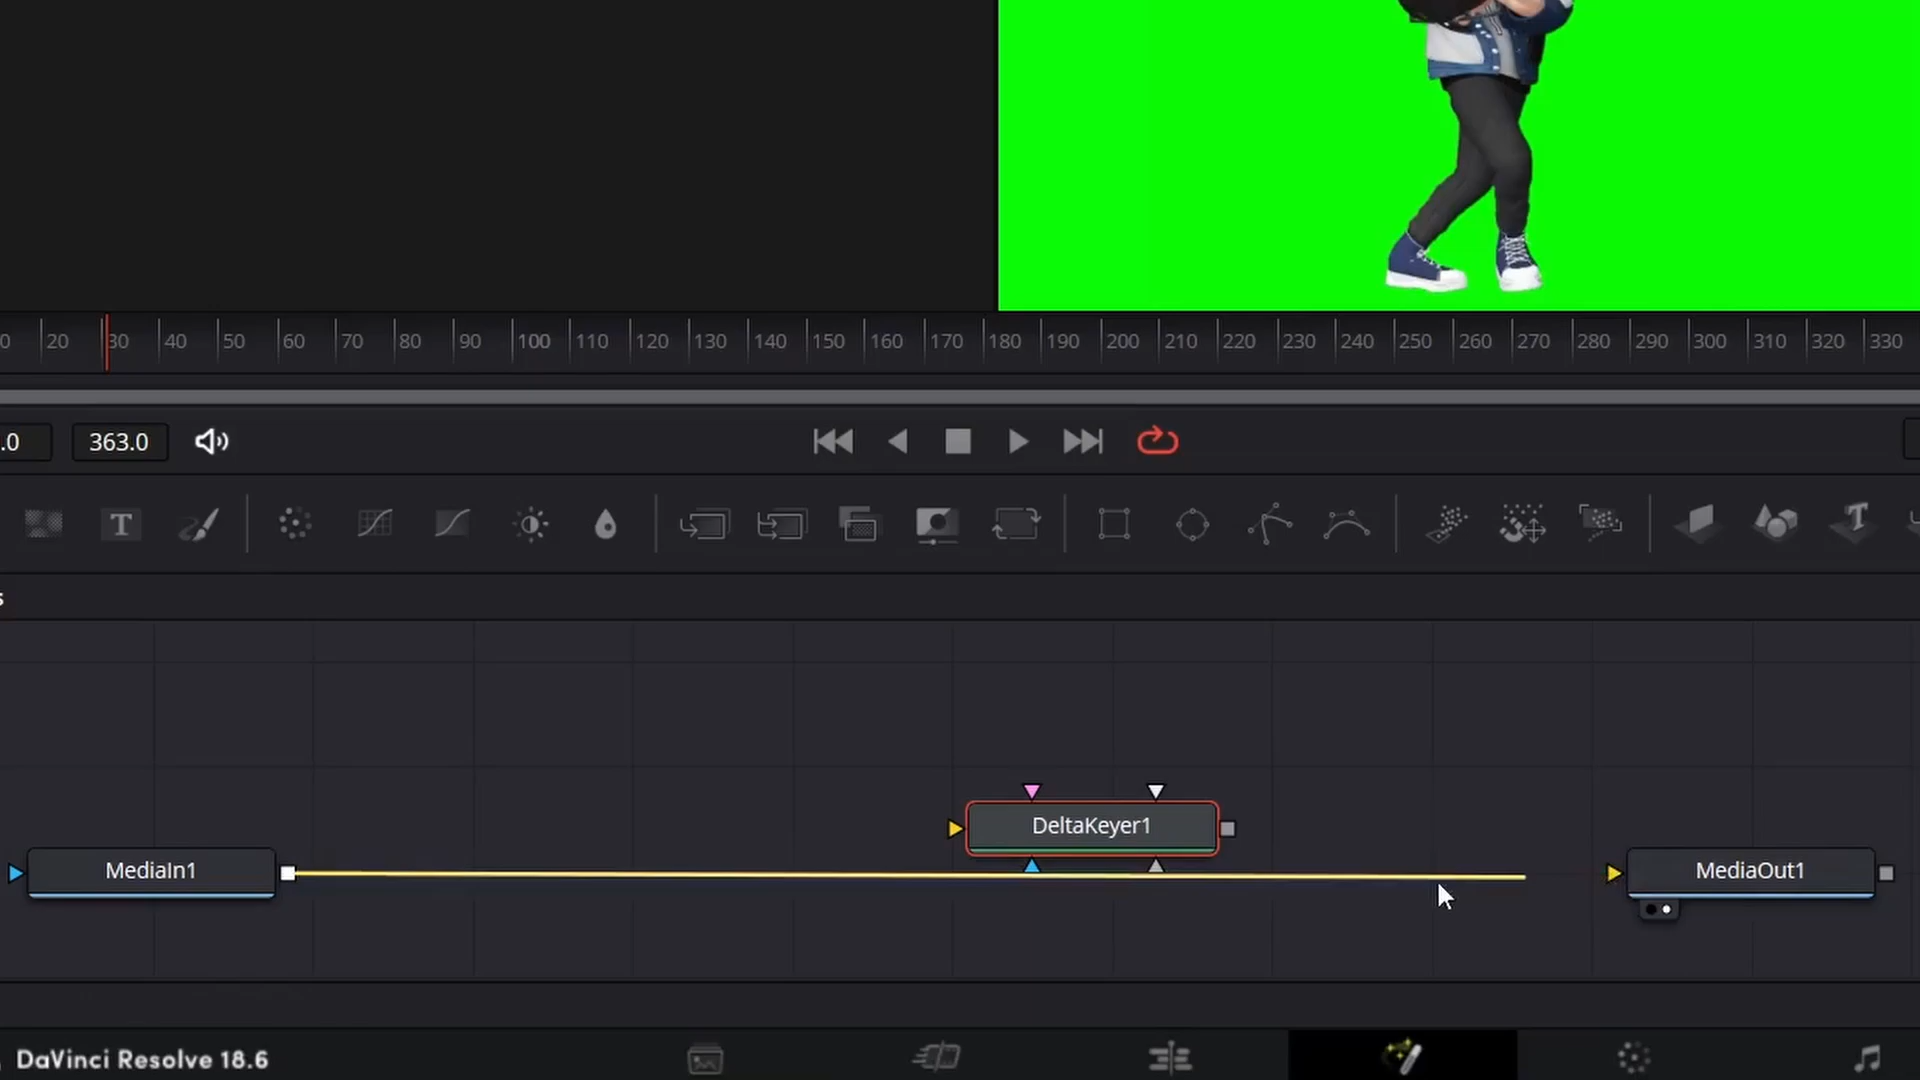 0 20 30 40 50 60 70 80 90 100 110 120 130 140 150 160 170 180 190 200 210 220 230 240 250 260 270 280 290 300 310 320 330
.0 363.0
T
s
DeltaKeyer1
MediaIn1 MediaOut1
DaVinci Resolve 18.6